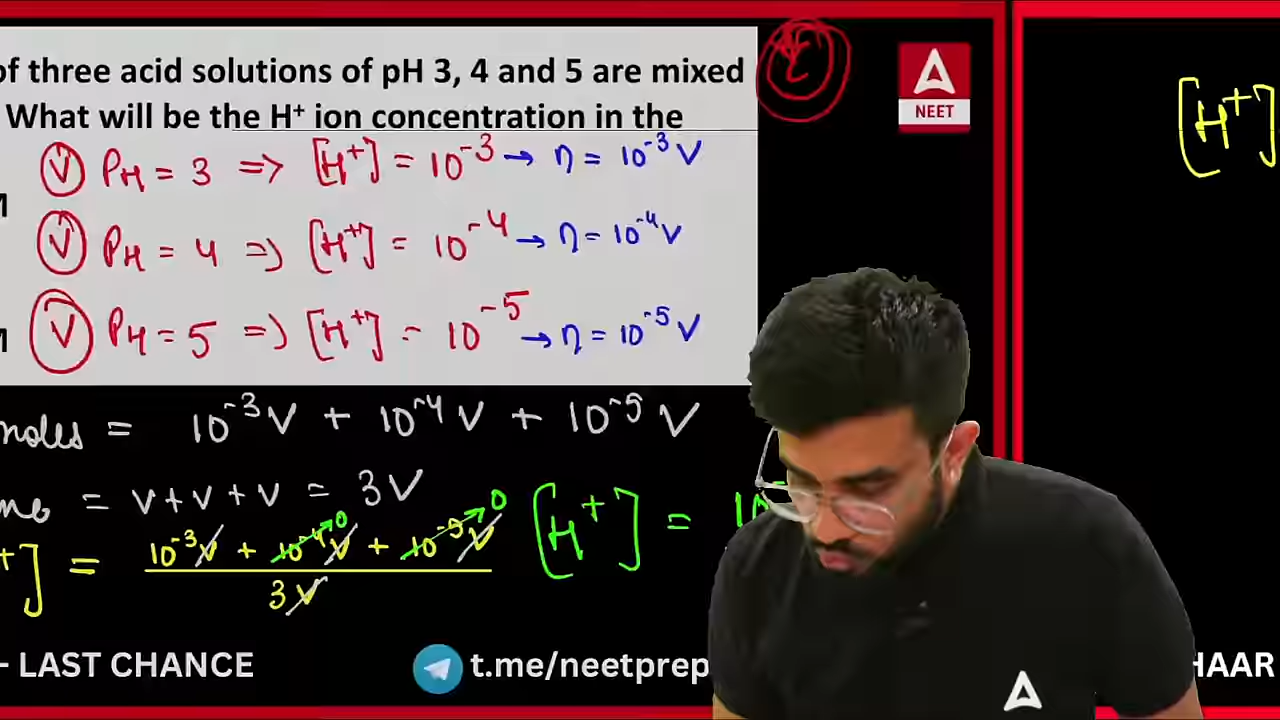 of three acid solutions of pH 3, 4 and 5 are mixed
What will be the H⁺ ion concentration in the
NEET
[H⁺]
V PH = 3 ⇒ [H⁺] = 10⁻³ → η = 10⁻³ V
V PH = 4 ⇒ [H⁺] = 10⁻⁴ → η = 10⁻⁴ V
V PH = 5 ⇒ [H⁺] = 10⁻⁵ → η = 10⁻⁵ V
moles = 10⁻³V + 10⁻⁴V + 10⁻⁵V
= V+V+V = 3V
⁺] = 10⁻³V + 10⁻⁴V 0 + 10⁻⁵V 0
3V
[H⁺] = 10
- LAST CHANCE
t.me/neetprep
HAAR